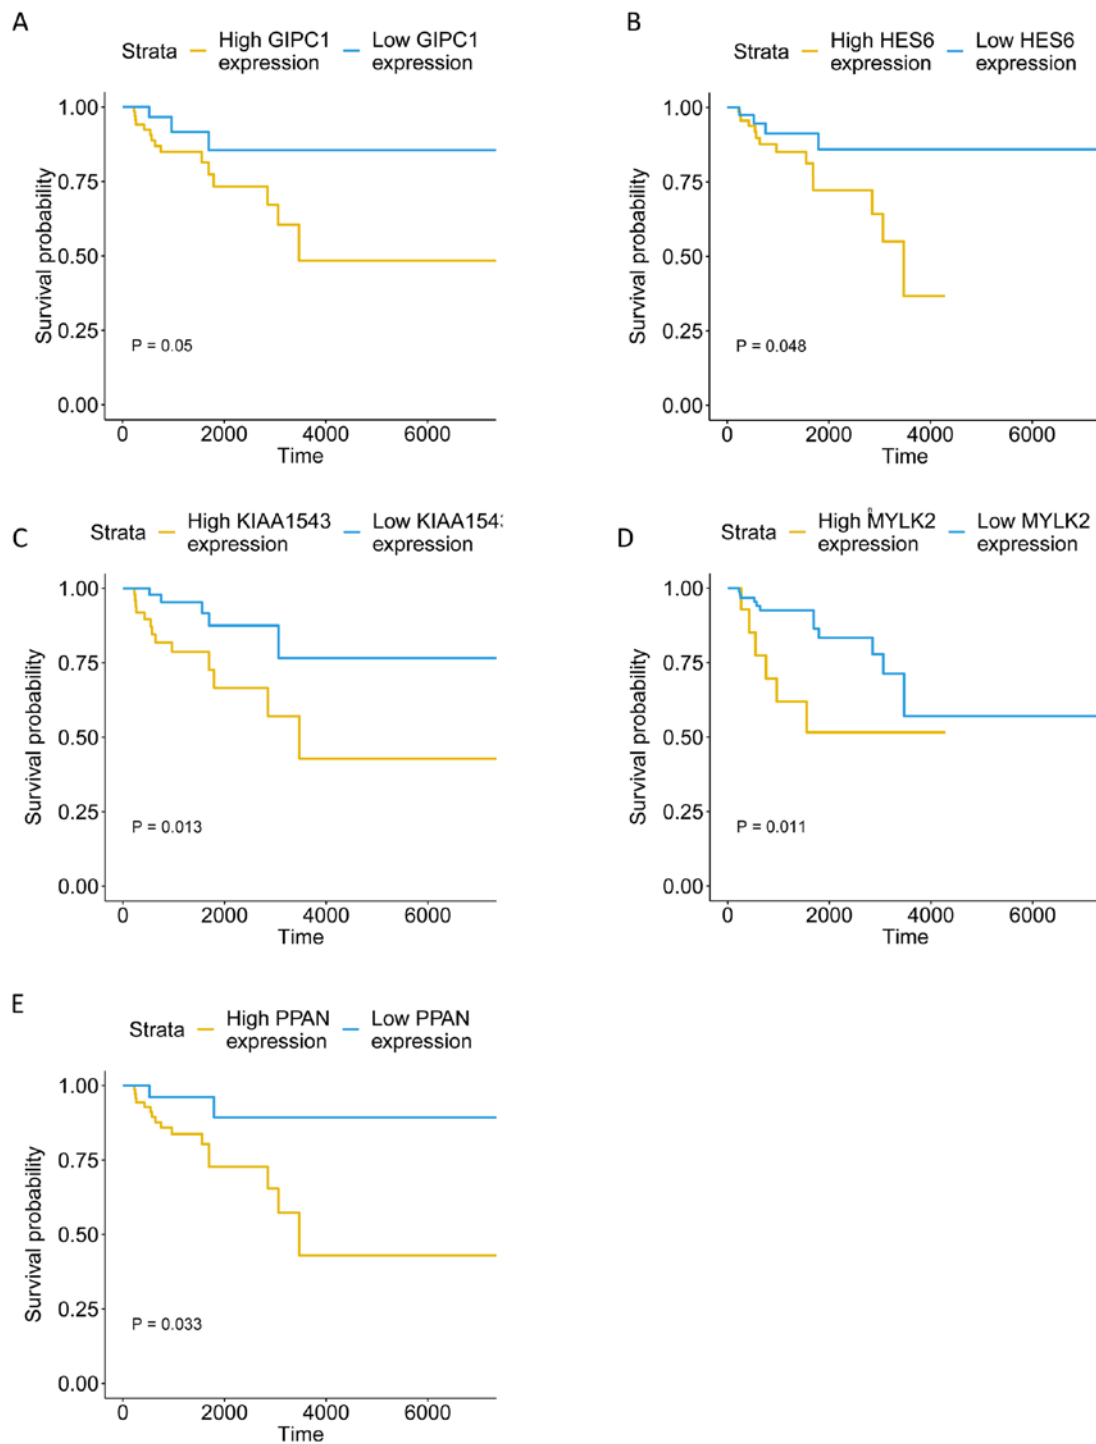 A
Strata High GIPC1 expression Low GIPC1 expression
Survival probability
1.00
0.75
0.50
0.25
0.00
P = 0.05
0 2000 4000 6000
Time
B
Strata High HES6 expression Low HES6 expression
Survival probability
1.00
0.75
0.50
0.25
0.00
P = 0.048
0 2000 4000 6000
Time
C
Strata High KIAA1543 expression Low KIAA154 expression
Survival probability
1.00
0.75
0.50
0.25
0.00
P = 0.013
0 2000 4000 6000
Time
D
Strata High MYLK2 expression Low MYLK2 expression
Survival probability
1.00
0.75
0.50
0.25
0.00
P = 0.011
0 2000 4000 6000
Time
E
Strata High PPAN expression Low PPAN expression
Survival probability
1.00
0.75
0.50
0.25
0.00
P = 0.033
0 2000 4000 6000
Time